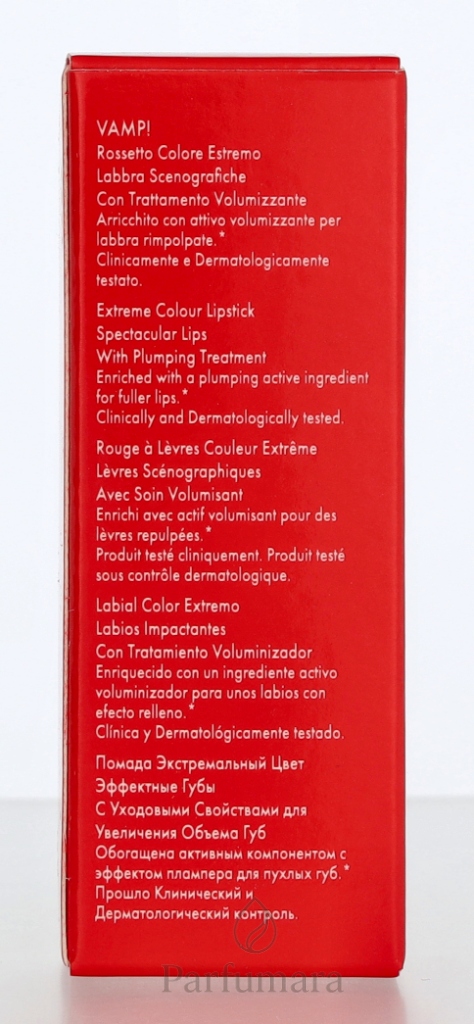 VAMP!
Rossetto Colore Estremo
Labbra Scenografiche
Con Trattamento Volumizzante
Arricchito con attivo volumizzante per
labbra rimpolpate.*
Clinicamente e Dermatologicamente
testato.
Extreme Colour Lipstick
Spectacular Lips
With Plumping Treatment
Enriched with a plumping active ingredient
for fuller lips.*
Clinically and Dermatologically tested.
Rouge à Lèvres Couleur Extrême
Lèvres Scénographiques
Avec Soin Volumisant
Enrichi avec actif volumisant pour des
lèvres repulpées.*
Produit testé cliniquement. Produit testé
sous contrôle dermatologique.
Labial Color Extremo
Labios Impactantes
Con Tratamiento Voluminizador
Enriquecido con un ingrediente activo
voluminizador para unos labios con
efecto relleno.*
Clínica y Dermatológicamente testado.
Помада Экстремальный Цвет
Эффектные Губы
С Уходовыми Свойствами для
Увеличения Объема Губ
Обогащена активным компонентом с
эффектом плампера для пухлых губ.*
Прошло Клинический и
Дерматологический контроль.
Parfumara